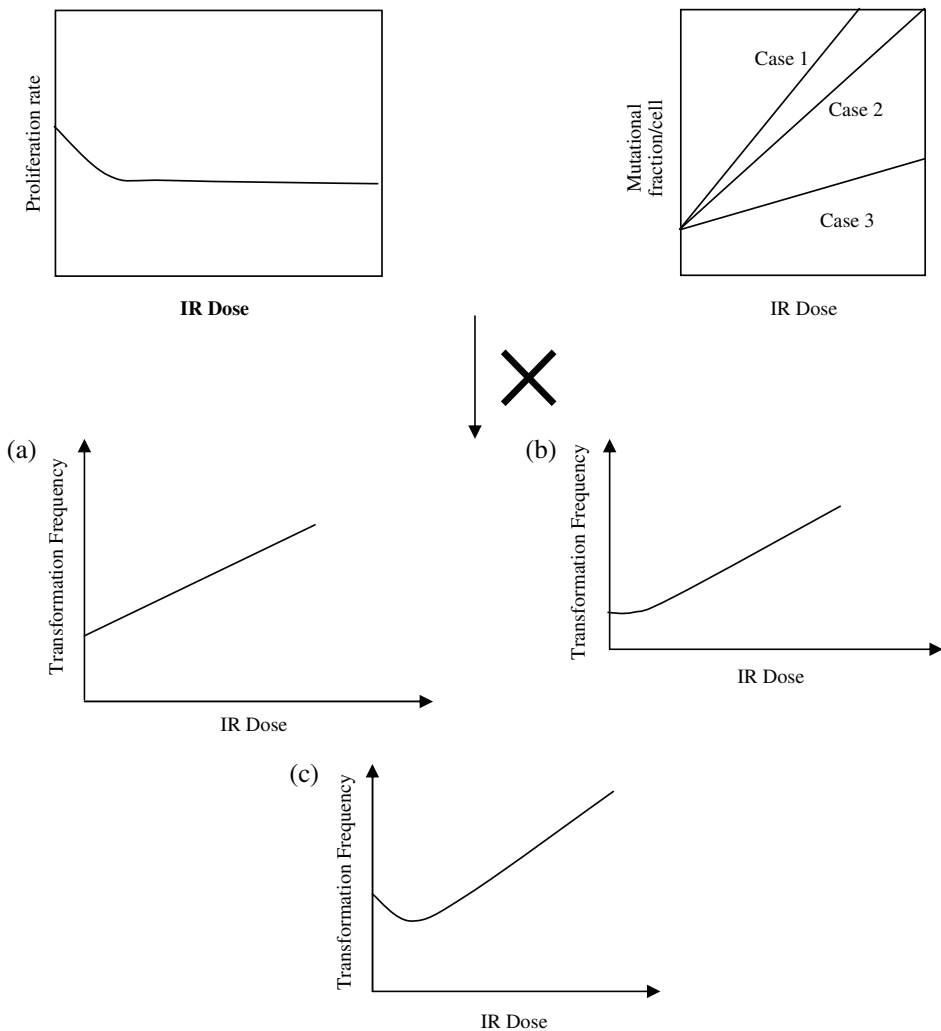 Proliferation rate
IR Dose
Mutational
fraction/cell
Case 1
Case 2
Case 3
IR Dose
(a)
Transformation Frequency
IR Dose
(b)
Transformation Frequency
IR Dose
(c)
Transformation Frequency
IR Dose